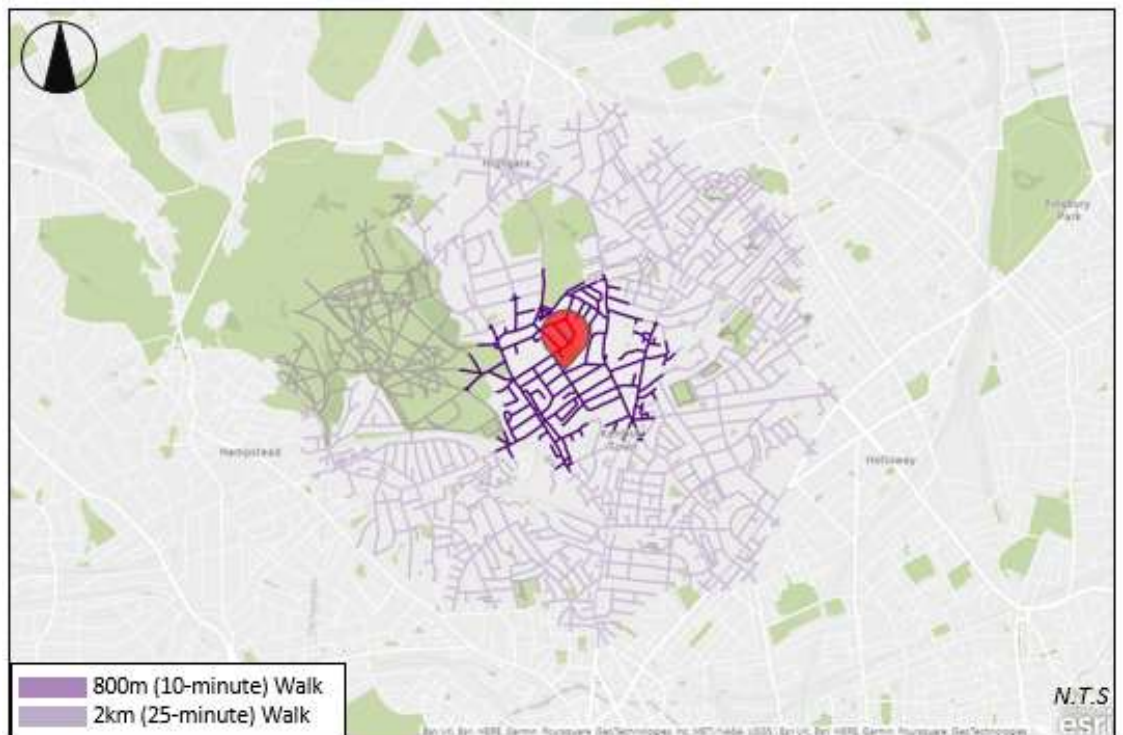 Highgate
Finsbury
Park
Kentish
Town
Hampstead
Holloway
800m (10-minute) Walk
2km (25-minute) Walk
N.T.S
esri